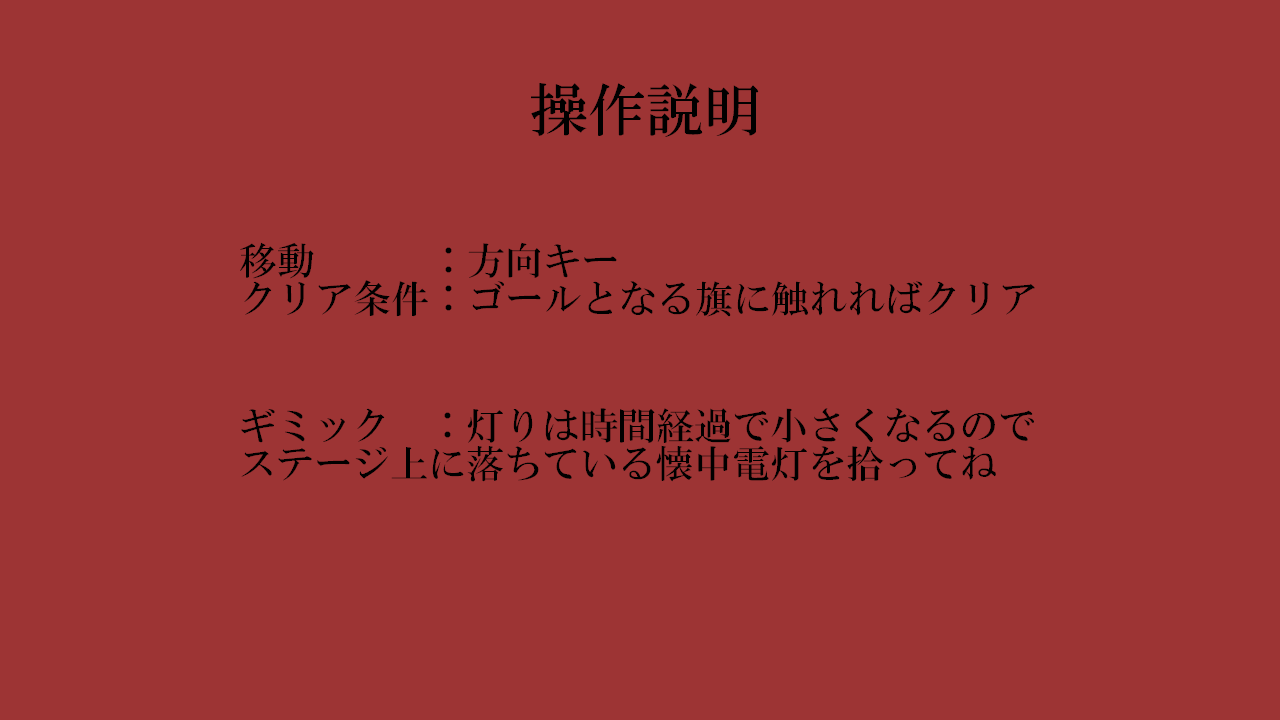 操作説明
移動　　　：方向キー
クリア条件：ゴールとなる旗に触れればクリア
ギミック　：灯りは時間経過で小さくなるので
ステージ上に落ちている懐中電灯を拾ってね